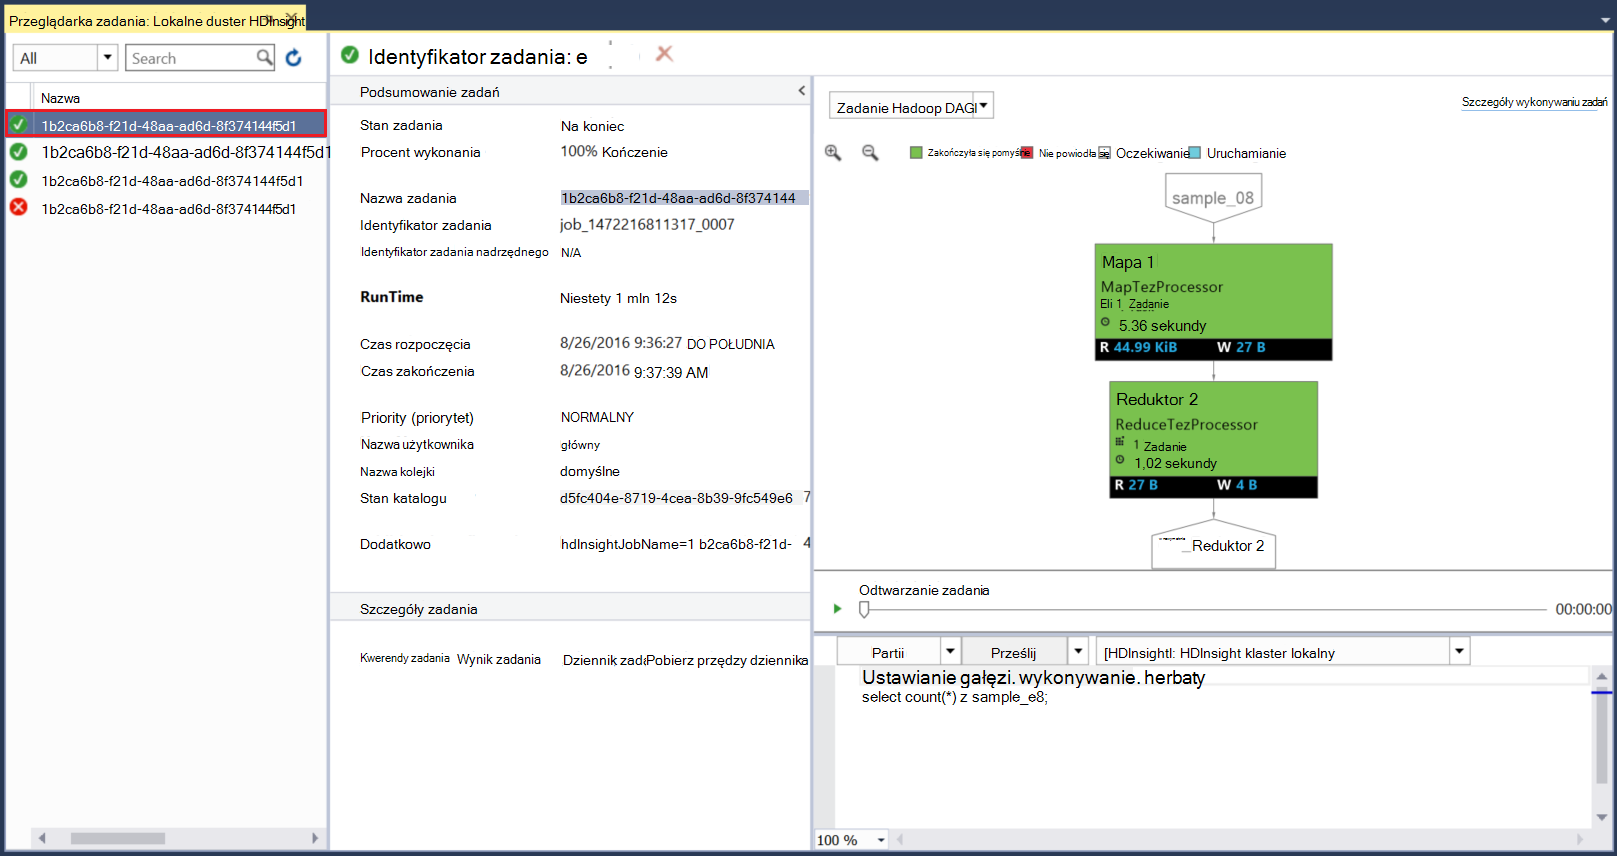 Przeglądarka zadania: Lokalne duster HDInsight
All
Search
Nazwa
1b2ca6b8-f21d-48aa-ad6d-8f374144f5d1
1b2ca6b8-f21d-48aa-ad6d-8f374144f5d1
1b2ca6b8-f21d-48aa-ad6d-8f374144f5d1
1b2ca6b8-f21d-48aa-ad6d-8f374144f5d1
Identyfikator zadania: e
Podsumowanie zadań
Stan zadania Na koniec
Procent wykonania 100% Kończenie
Nazwa zadania 1b2ca6b8-f21d-48aa-ad6d-8f374144
Identyfikator zadania job_1472216811317_0007
Identyfikator zadania nadrzędnego N/A
RunTime Niestety 1 mln 12s
Czas rozpoczęcia 8/26/2016 9:36:27 DO POŁUDNIA
Czas zakończenia 8/26/2016 9:37:39 AM
Priority (priorytet) NORMALNY
Nazwa użytkownika główny
Nazwa kolejki domyślne
Stan katalogu d5fc404e-8719-4cea-8b39-9fc549e6 7
Dodatkowo hdInsightJobName=1 b2ca6b8-f21d- 4
Szczegóły zadania
Kwerendy zadania Wynik zadania Dziennik zada Pobierz przędzy dziennika
Zadanie Hadoop DAGI
Szczegóły wykonywaniu zadań
Zakończyła się pomyślnie Nie powiodła się Oczekiwanie Uruchamianie
sample_08
Mapa 1
MapTezProcessor
Eli 1 Zadanie
5.36 sekundy
R 44.99 KiB W 27 B
Reduktor 2
ReduceTezProcessor
1 Zadanie
1,02 sekundy
R 27 B W 4 B
_Reduktor 2
Odtwarzanie zadania
00:00:00
Partii Prześlij [HDInsightI: HDInsight klaster lokalny
Ustawianie gałęzi. wykonywanie. herbaty
select count(*) z sample_e8;
100 %